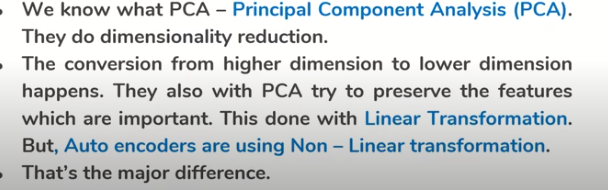 • We know what PCA – Principal Component Analysis (PCA).
They do dimensionality reduction.
• The conversion from higher dimension to lower dimension
happens. They also with PCA try to preserve the features
which are important. This done with Linear Transformation.
But, Auto encoders are using Non – Linear transformation.
• That's the major difference.